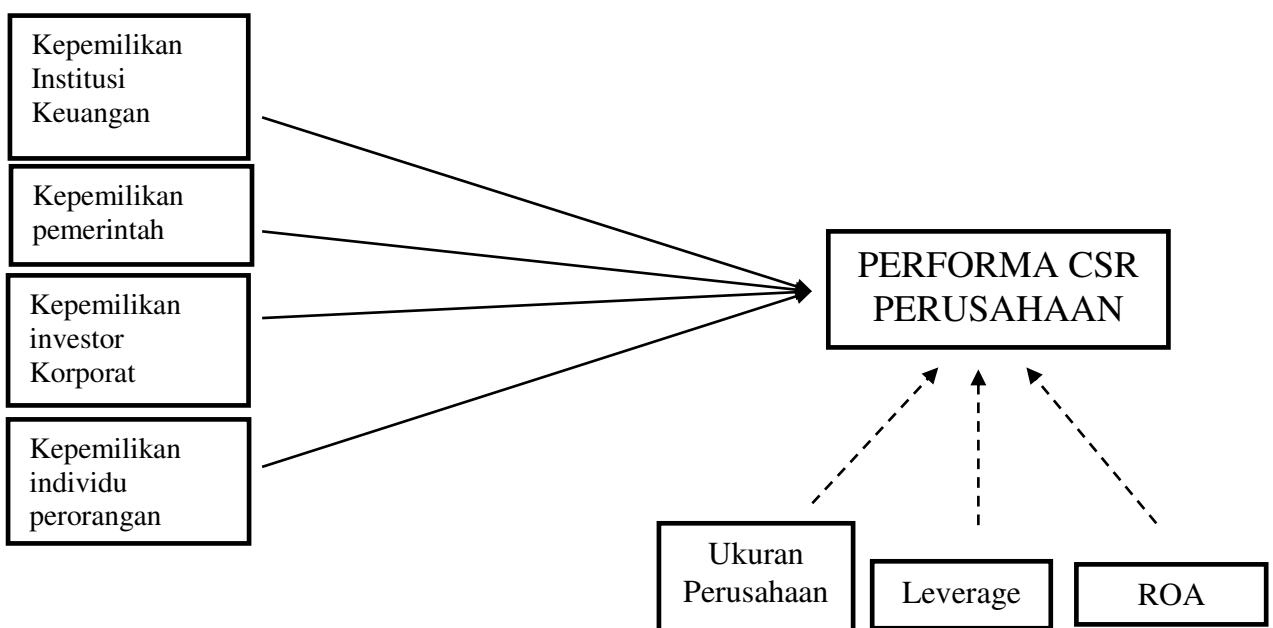 Kepemilikan
Institusi
Keuangan
Kepemilikan
pemerintah
Kepemilikan
investor
Korporat
Kepemilikan
individu
perorangan
PERFORMA CSR
PERUSAHAAN
Ukuran
Perusahaan
Leverage
ROA